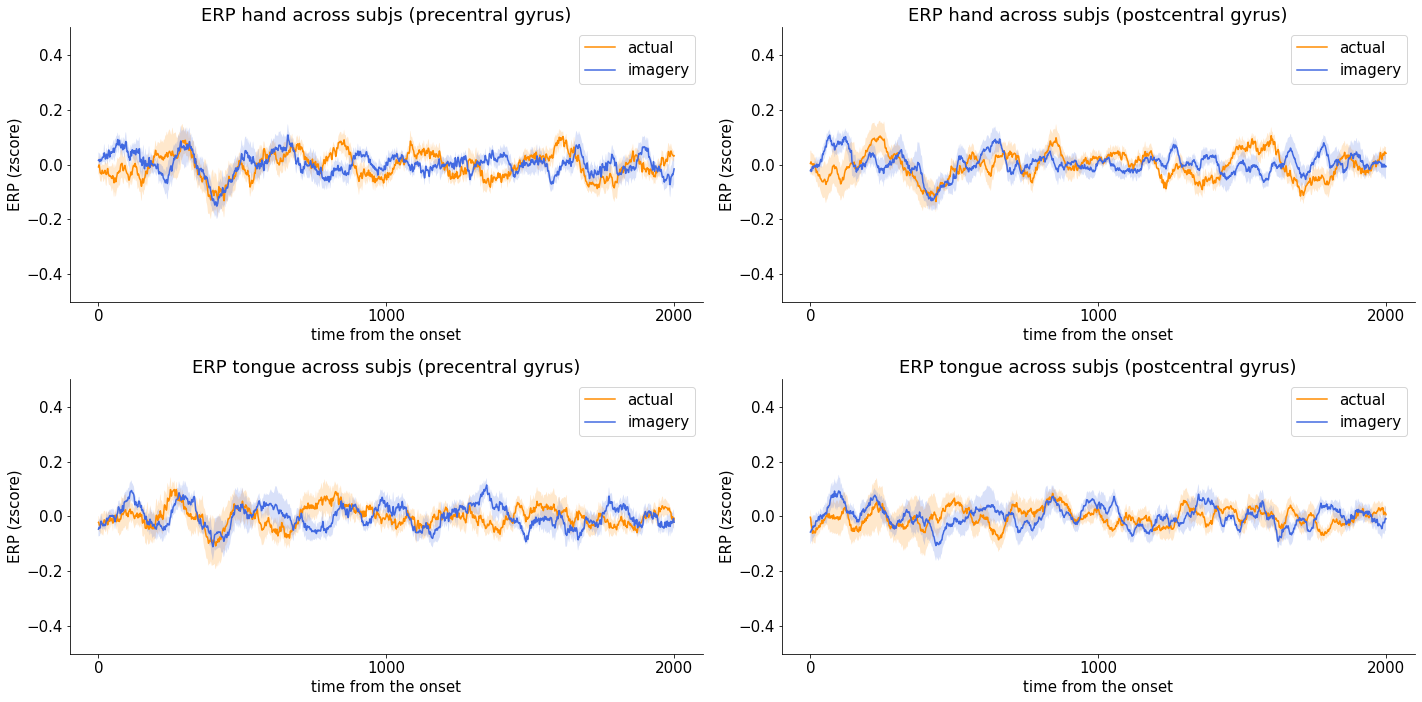 ERP hand across subjs (precentral gyrus)
ERP (zscore)
0.4
0.2
0.0
−0.2
−0.4
actual
imagery
0
1000
2000
time from the onset
ERP hand across subjs (postcentral gyrus)
ERP (zscore)
0.4
0.2
0.0
−0.2
−0.4
actual
imagery
0
1000
2000
time from the onset
ERP tongue across subjs (precentral gyrus)
ERP (zscore)
0.4
0.2
0.0
−0.2
−0.4
actual
imagery
0
1000
2000
time from the onset
ERP tongue across subjs (postcentral gyrus)
ERP (zscore)
0.4
0.2
0.0
−0.2
−0.4
actual
imagery
0
1000
2000
time from the onset